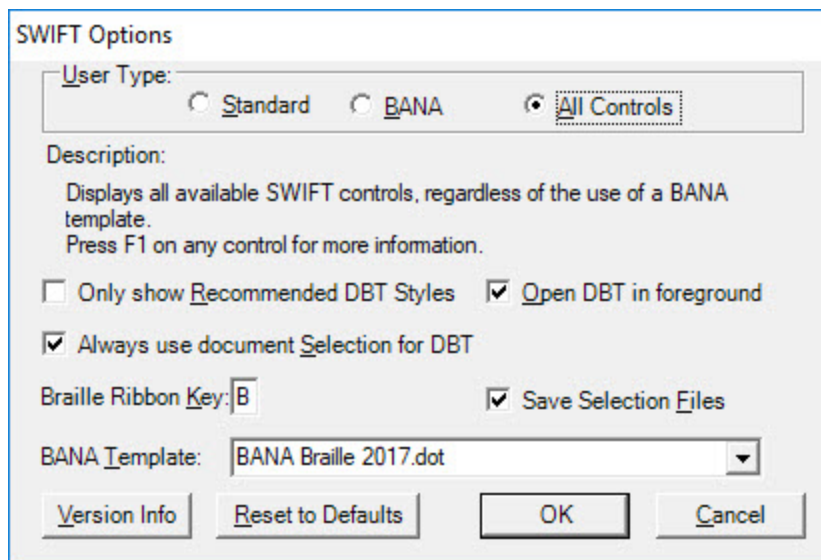 SWIFT Options
User Type:
Standard BANA All Controls
Description:
Displays all available SWIFT controls, regardless of the use of a BANA
template.
Press F1 on any control for more information.
Only show Recommended DBT Styles Open DBT in foreground
Always use document Selection for DBT
Braille Ribbon Key: B Save Selection Files
BANA Template: BANA Braille 2017.dot
Version Info Reset to Defaults OK Cancel